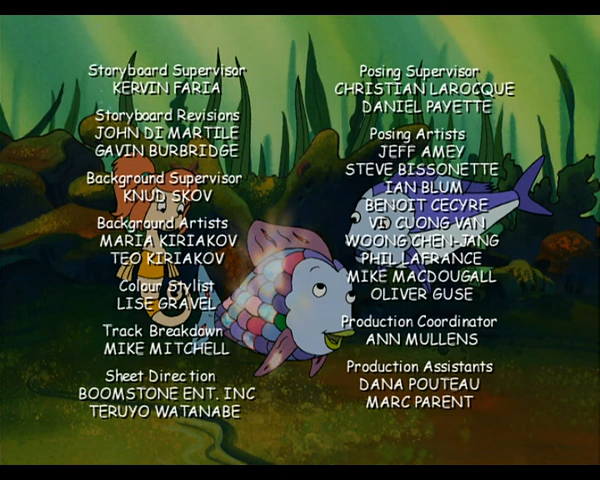 Storyboard Supervisor
KERVIN FARIA
Storyboard Revisions
JOHN DI MARTILE
GAVIN BURBRIDGE
Background Supervisor
KNUD SKOV
Background Artists
MARIA KIRIAKOV
TEO KIRIAKOV
Colour Stylist
LISE GRAVEL
Track Breakdown
MIKE MITCHELL
Sheet Direction
BOOMSTONE ENT. INC
TERUYO WATANABE
Posing Supervisor
CHRISTIAN LAROCQUE
DANIEL PAYETTE
Posing Artists
JEFF AMEY
STEVE BISSONETTE
IAN BLUM
BENOIT CECYRE
VU CUONG VAN
WOONG CHEN-JANG
PHIL LAFRANCE
MIKE MACDOUGALL
OLIVER GUSE
Production Coordinator
ANN MULLENS
Production Assistants
DANA POUTEAU
MARC PARENT